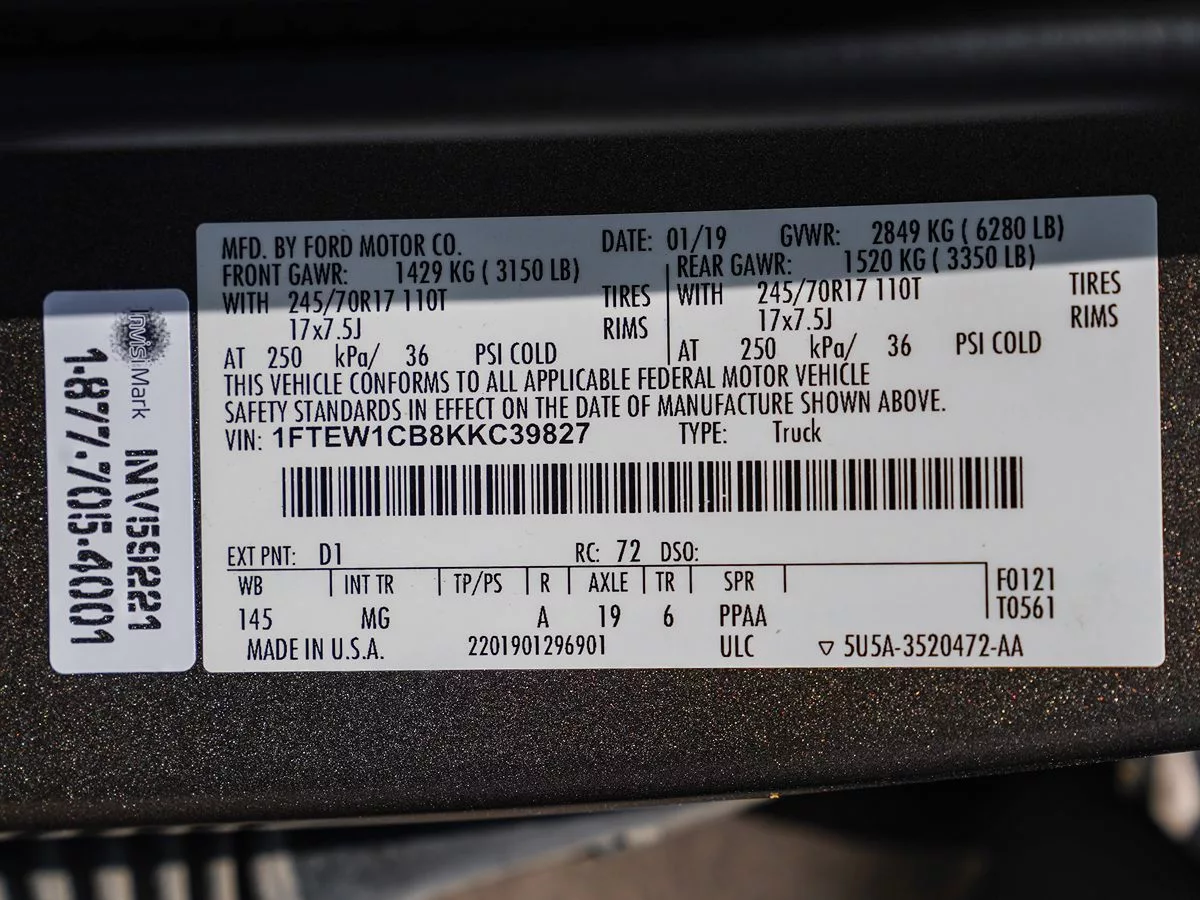 MFD. BY FORD MOTOR CO. DATE: 01/19 GVWR: 2849 KG ( 6280 LB)
FRONT GAWR: 1429 KG ( 3150 LB) REAR GAWR: 1520 KG ( 3350 LB)
WITH 245/70R17 110T TIRES WITH 245/70R17 110T TIRES
17x7.5J RIMS 17x7.5J RIMS
AT 250 kPa/ 36 PSI COLD AT 250 kPa/ 36 PSI COLD
THIS VEHICLE CONFORMS TO ALL APPLICABLE FEDERAL MOTOR VEHICLE
SAFETY STANDARDS IN EFFECT ON THE DATE OF MANUFACTURE SHOWN ABOVE.
VIN: 1FTEW1CB8KKC39827 TYPE: Truck
EXT PNT: D1 RC: 72 DSO:
WB INT TR TP/PS R AXLE TR SPR F0121
145 MG A 19 6 PPAA T0561
MADE IN U.S.A. 2201901296901 ULC ▽ 5U5A-3520472-AA
InvisiMark
INV59221
1-877-705-4001